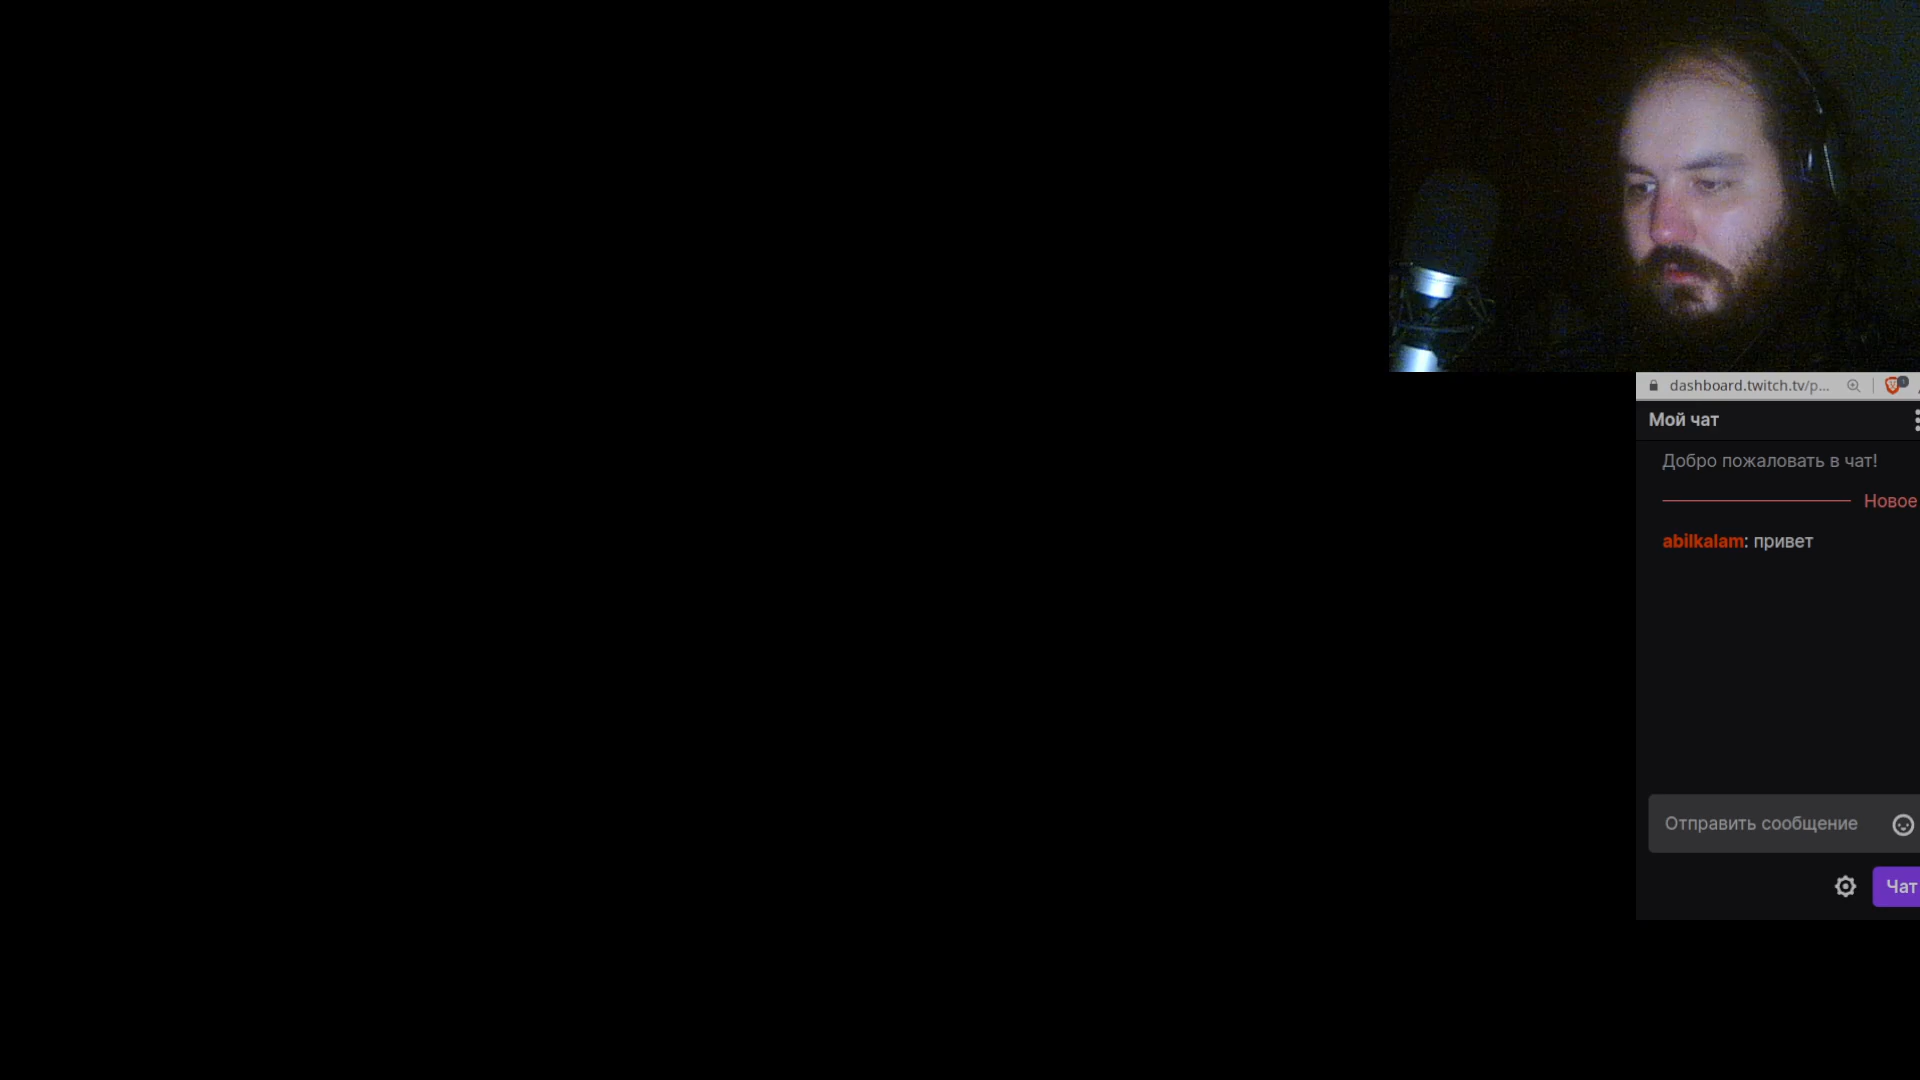 dashboard.twitch.tv/p...
Мой чат
Добро пожаловать в чат!
Новое
abilkalam: привет
Отправить сообщение
Чат